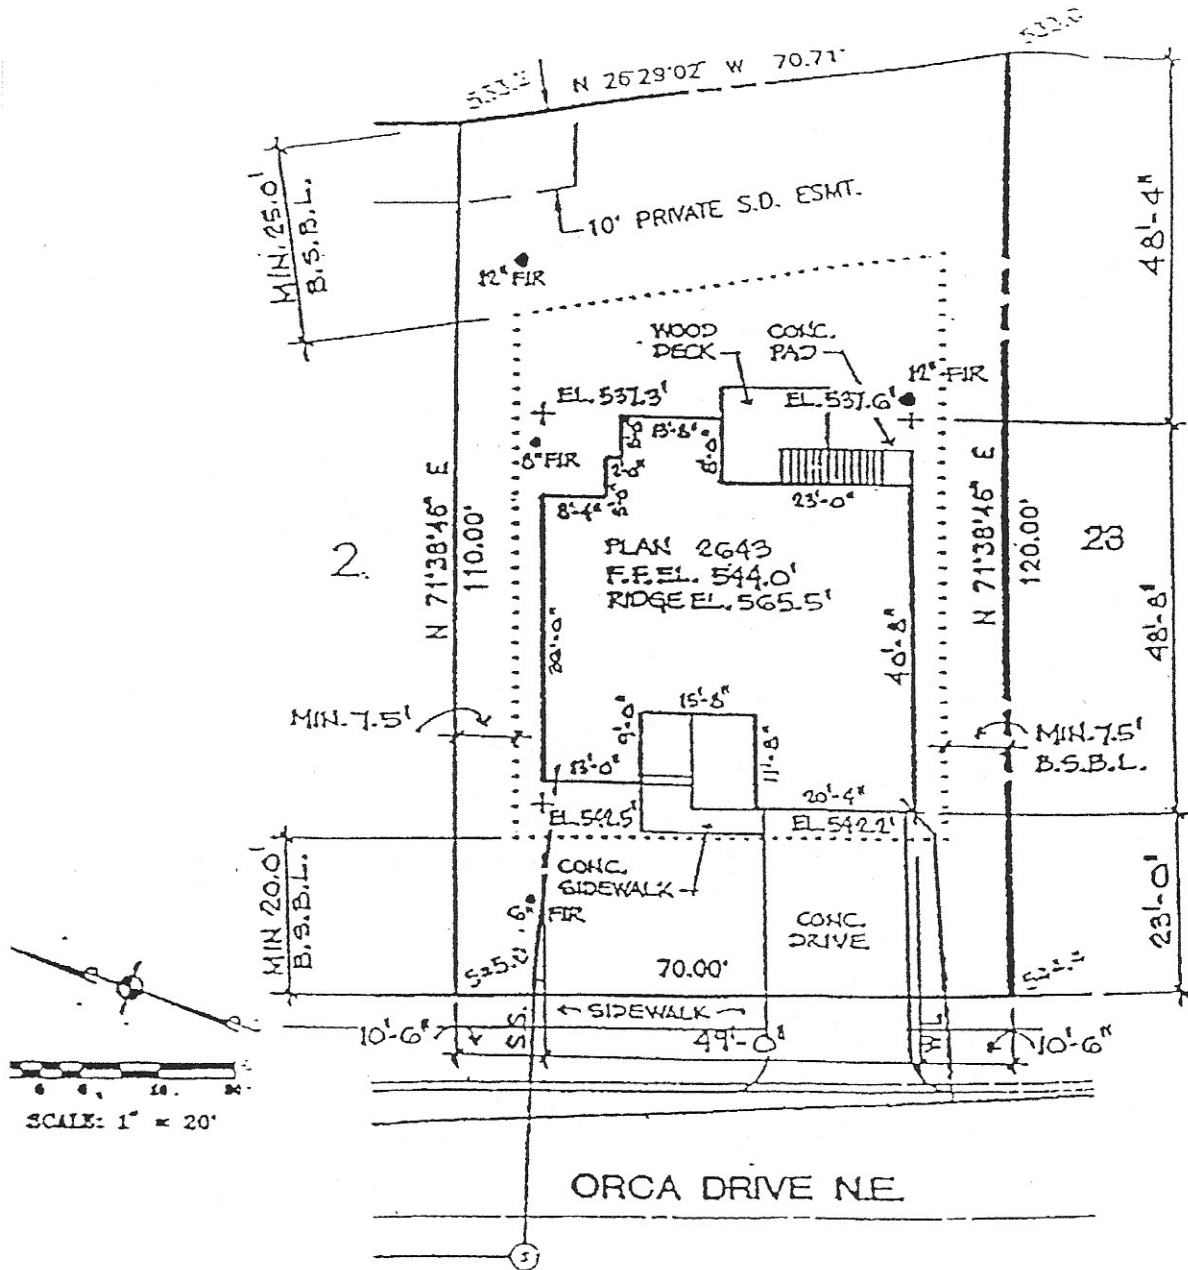 N 26°29'02" W 70.71'
MIN. 25.0'
B.S.B.L.
10' PRIVATE S.D. ESMT.
48'-4"
12" FIR
WOOD
DECK
CONC.
PAD
12" FIR
EL. 537.3'
EL. 537.6'
13'-8"
8'-0"
8" FIR
2'-0"
8'-4"
5'-0"
23'-0"
N 71°38'46" E
110.00'
2
PLAN 2643
F.F.EL. 544.0'
RIDGE EL. 565.5'
N 71°38'46" E
120.00'
23
40'-8"
48'-8"
15'-8"
9'-0"
11'-8"
MIN. 7.5'
MIN. 7.5'
B.S.B.L.
13'-0"
20'-4"
EL. 542.5'
EL. 542.2'
MIN 20.0'
B.S.B.L.
CONC.
SIDEWALK
6"
FIR
CONC.
DRIVE
23'-0"
70.00'
S.S.
SIDEWALK
10'-6"
49'-0"
WL
10'-6"
SCALE: 1" = 20'
ORCA DRIVE N.E.
S